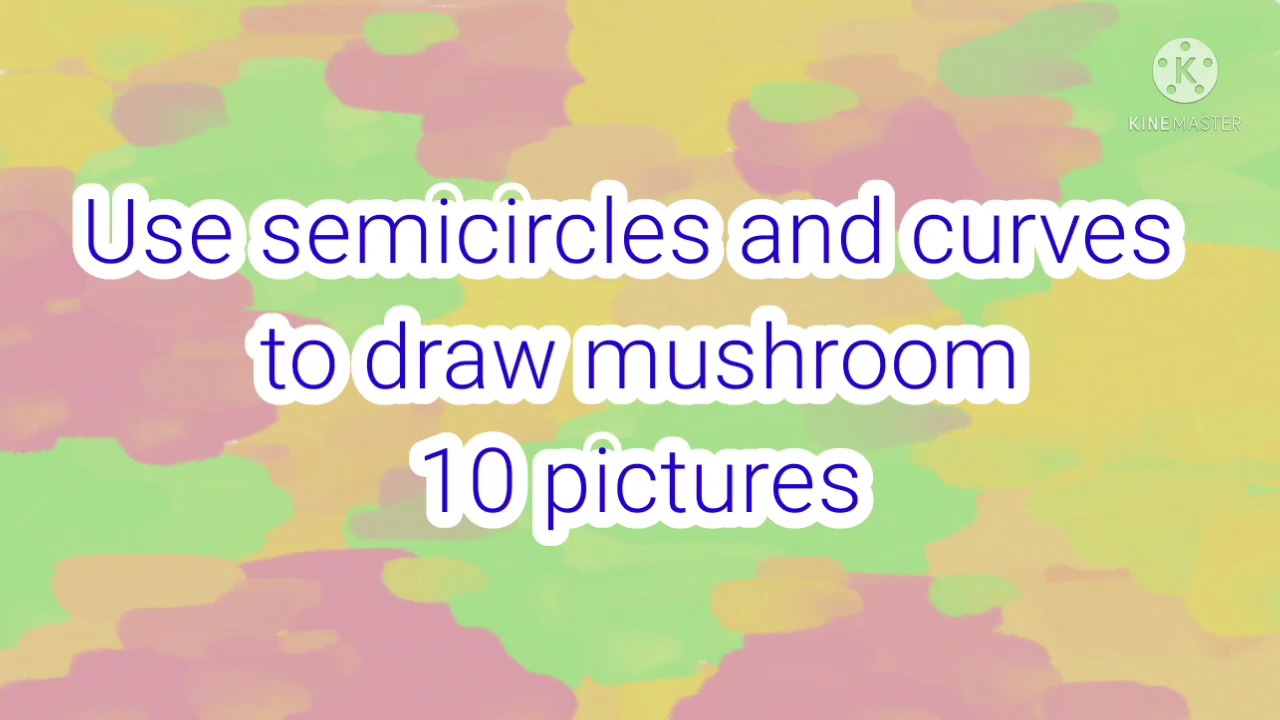 K
KINEMASTER
Use semicircles and curves
to draw mushroom
10 pictures